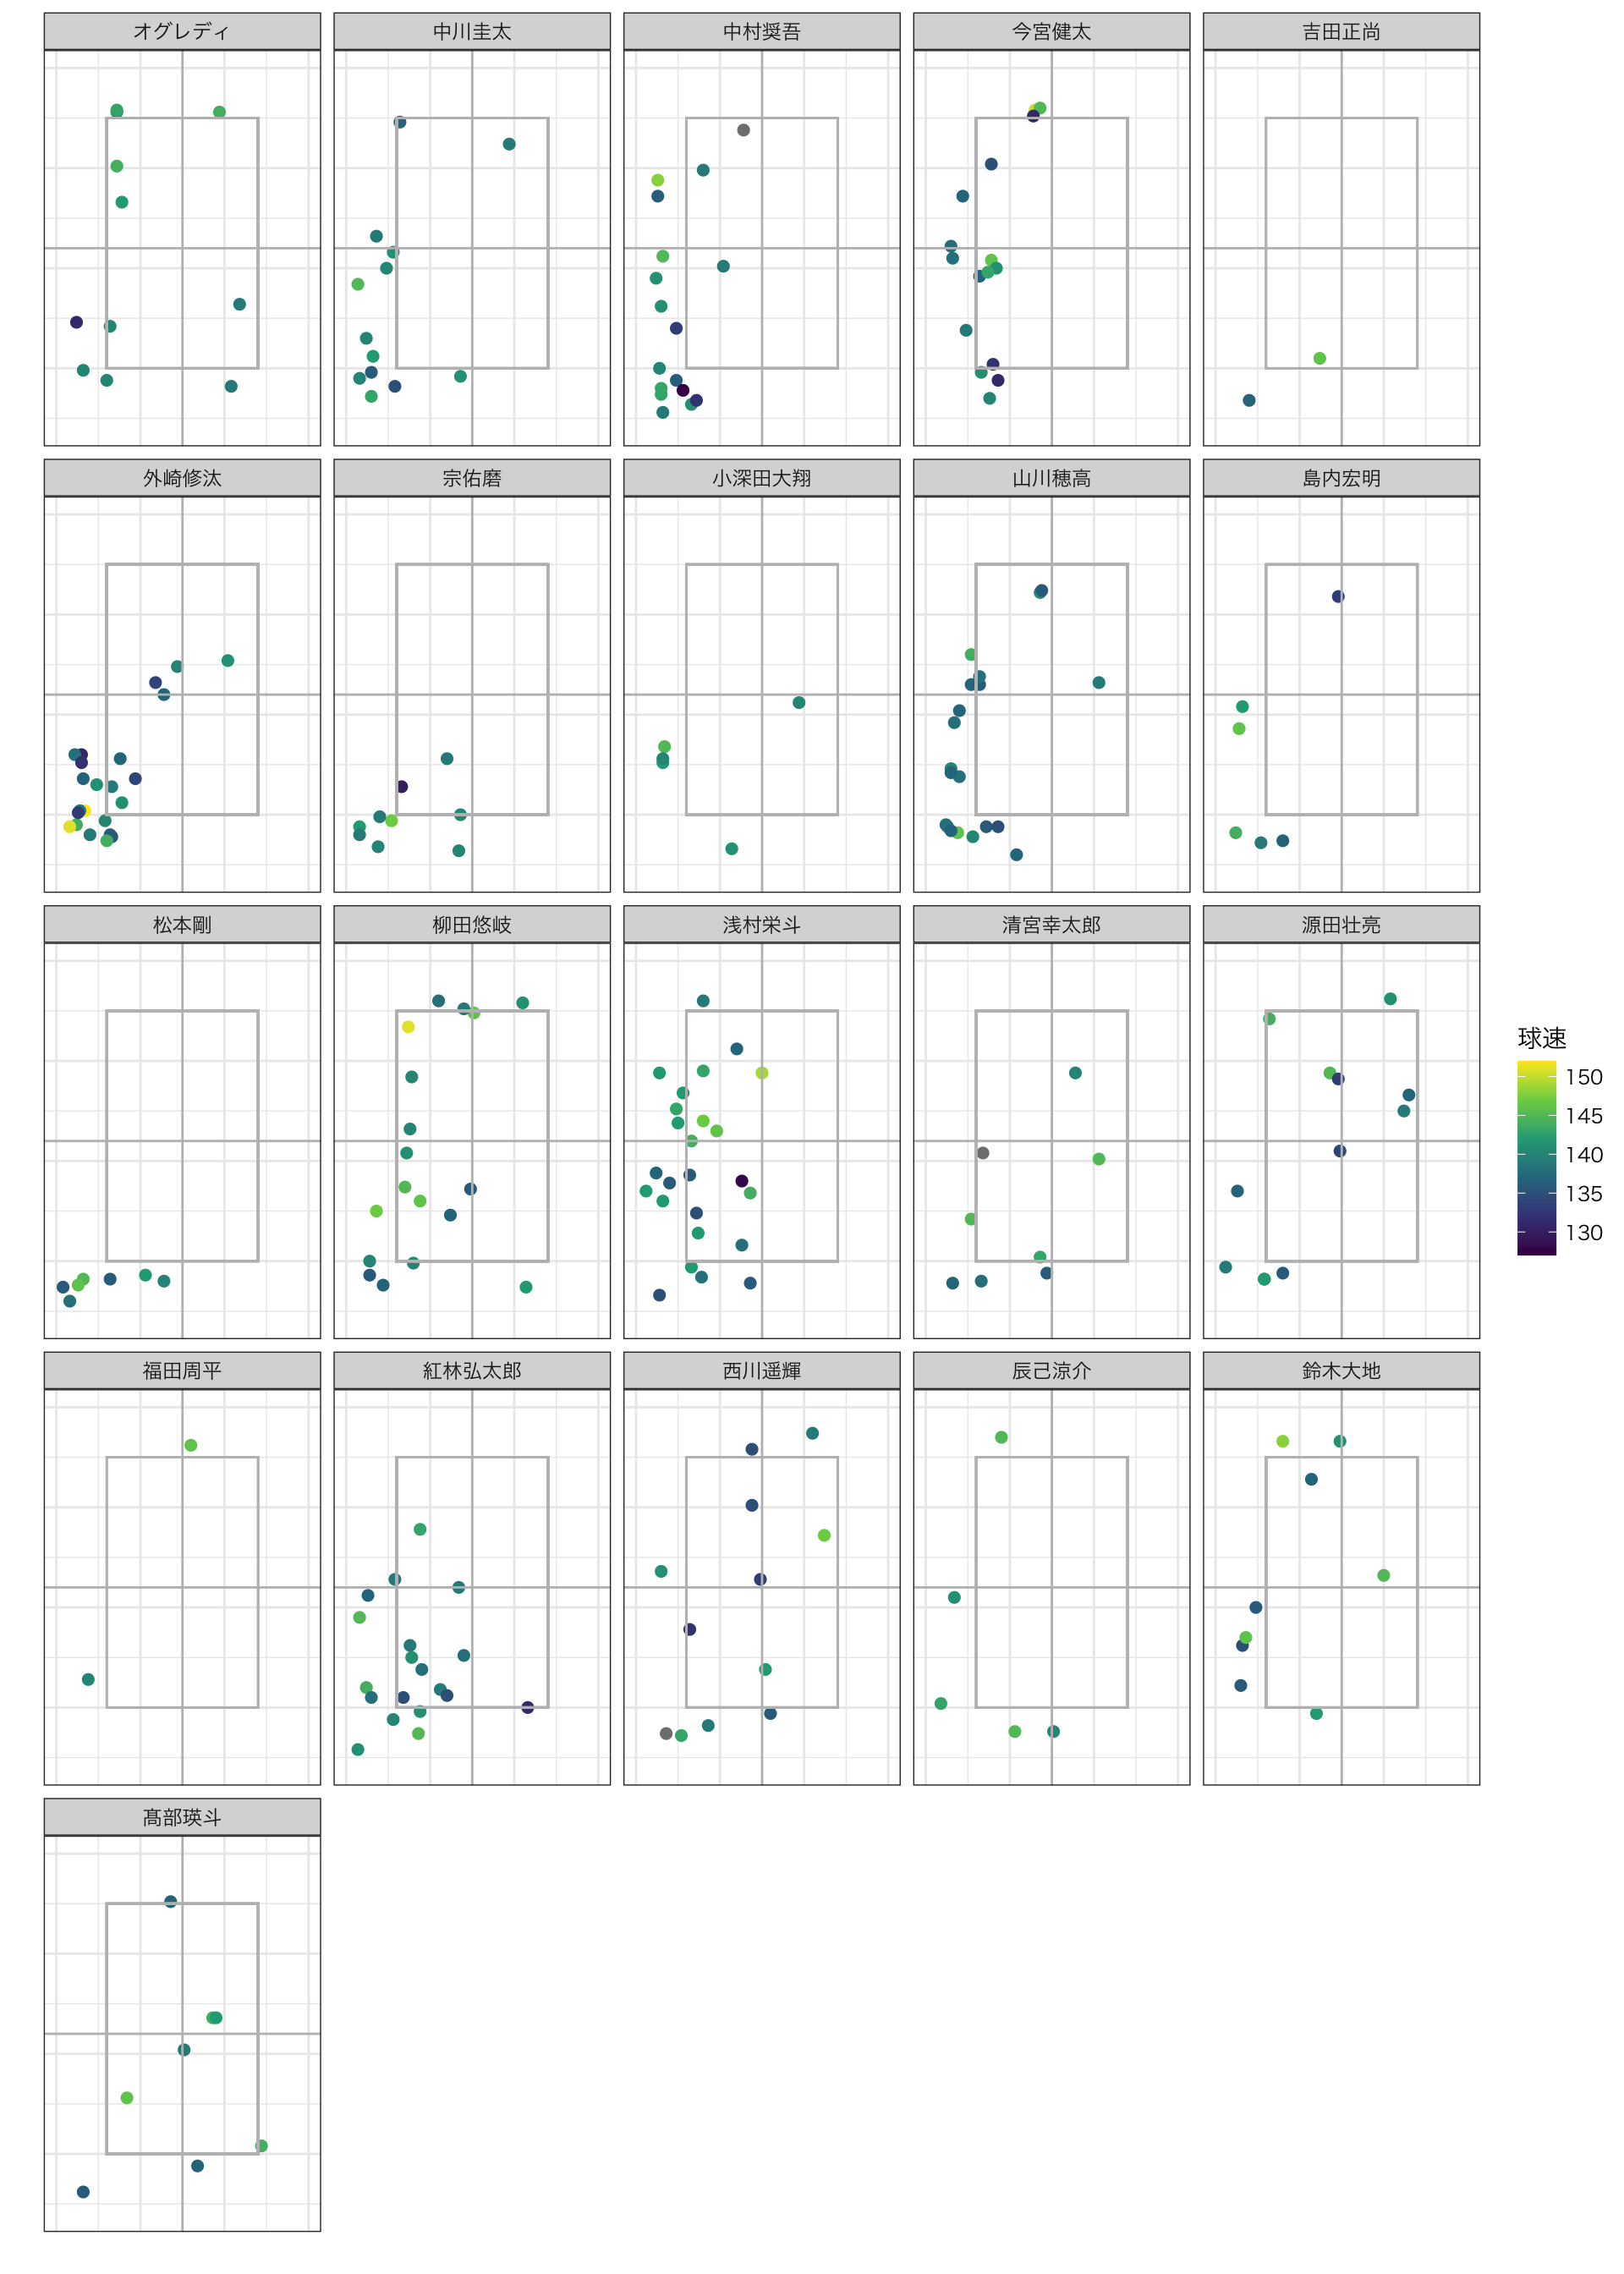 オグレディ
中川圭太
中村奨吾
今宮健太
吉田正尚
外崎修汰
宗佑磨
小深田大翔
山川穂高
島内宏明
松本剛
柳田悠岐
浅村栄斗
清宮幸太郎
源田壮亮
球速
150
145
140
135
130
福田周平
紅林弘太郎
西川遥輝
辰己涼介
鈴木大地
髙部瑛斗